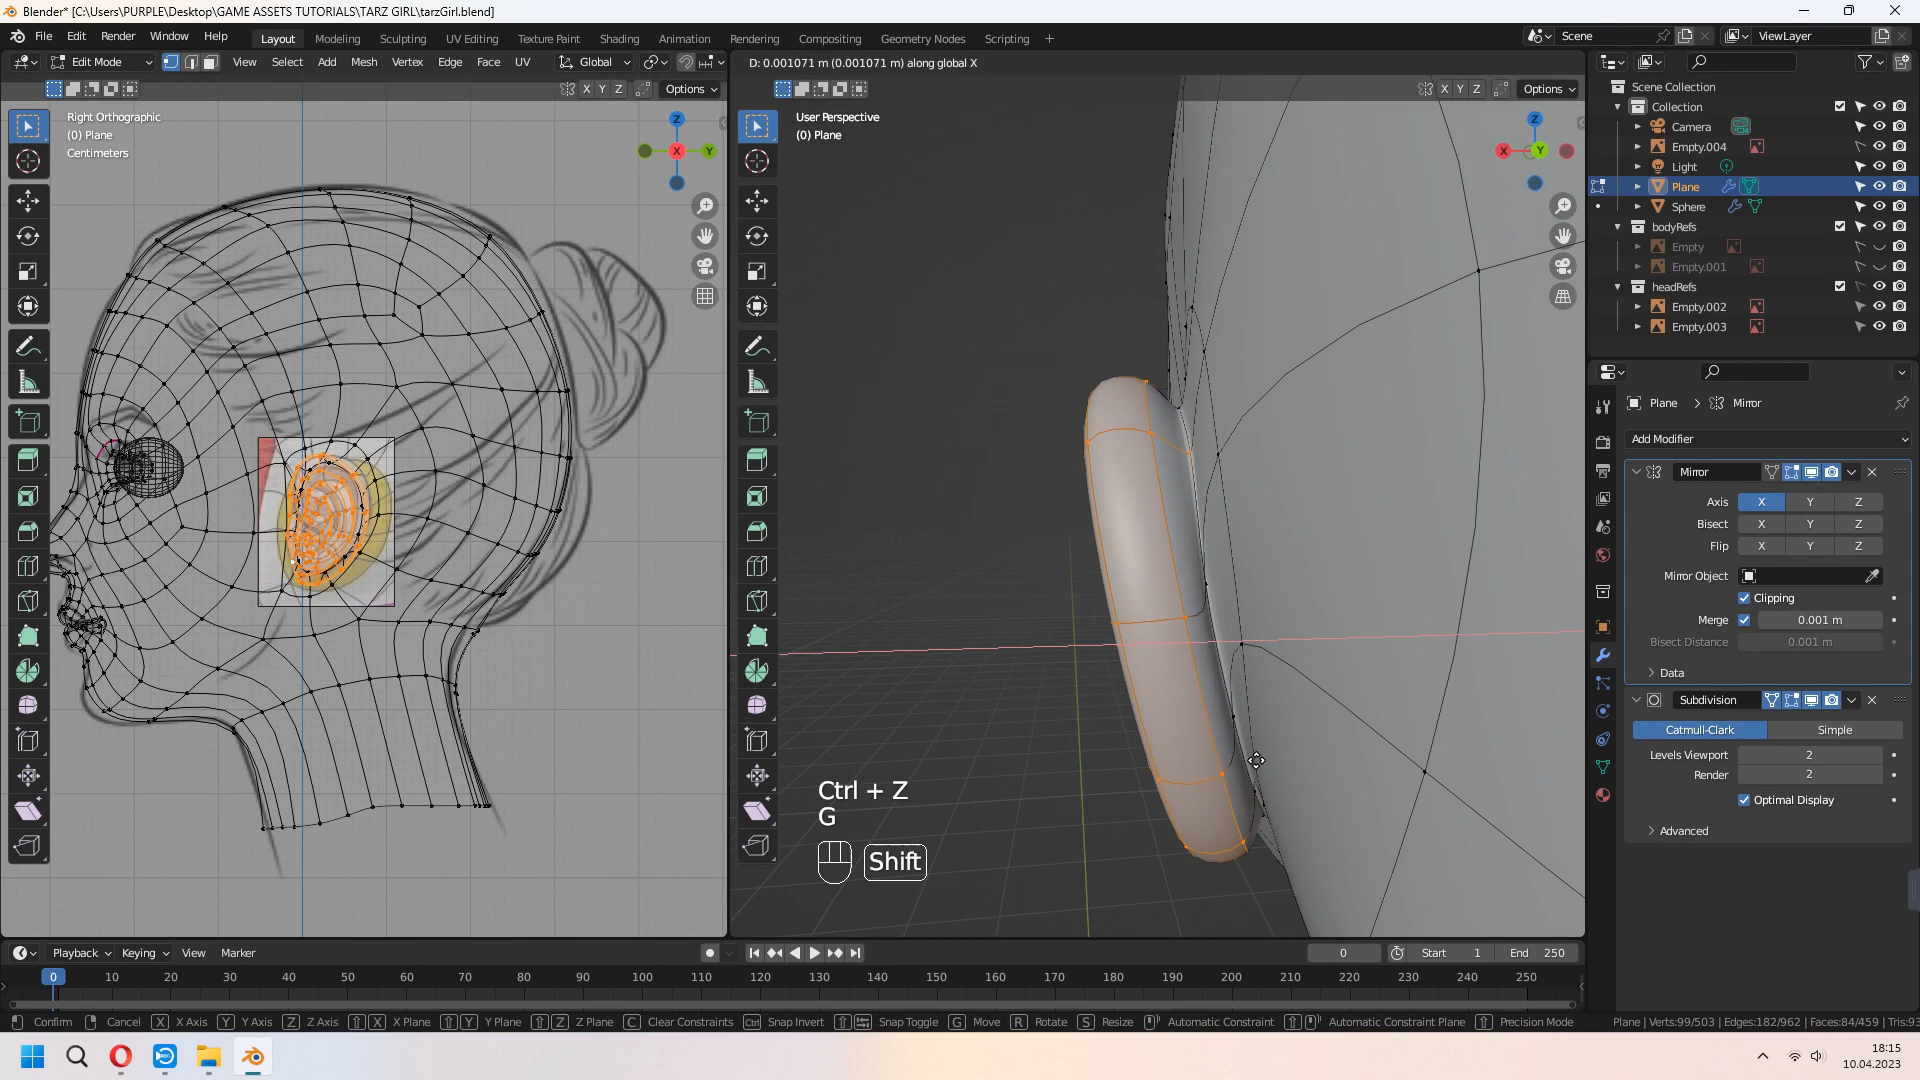 Blender* [C:\Users\PURPLE\Desktop\GAME ASSETS TUTORIALS\TARZ GIRL\tarzGirl.blend]
File Edit Render Window Help Layout Modeling Sculpting UV Editing Texture Paint Shading Animation Rendering Compositing Geometry Nodes Scripting + Scene ViewLayer
Edit Mode View Select Add Mesh Vertex Edge Face UV Global D: 0.001071 m (0.001071 m) along global X
X Y Z Options X Y Z Options
Right Orthographic
(0) Plane
Centimeters
Z
X Y
User Perspective
(0) Plane
Z
X Y
Scene Collection
Collection
Camera
Empty.004
Light
Plane
Sphere
bodyRefs
Empty
Empty.001
headRefs
Empty.002
Empty.003
Plane > Mirror
Add Modifier
Mirror
Axis X Y Z
Bisect X Y Z
Flip X Y Z
Mirror Object
Clipping
Merge 0.001 m
Bisect Distance 0.001 m
Data
Subdivision
Catmull-Clark Simple
Levels Viewport 2
Render 2
Optimal Display
Advanced
Ctrl + Z
G
Shift
Playback Keying View Marker 0 Start 1 End 250
0 10 20 30 40 50 60 70 80 90 100 110 120 130 140 150 160 170 180 190 200 210 220 230 240 250
Confirm Cancel X X Axis Y Y Axis Z Z Axis X X Plane Y Y Plane Z Z Plane C Clear Constraints Ctrl Snap Invert Snap Toggle G Move R Rotate S Resize Automatic Constraint Automatic Constraint Plane Precision Mode Plane | Verts:99/503 | Edges:182/962 | Faces:84/459 | Tris:93
18:15
10.04.2023